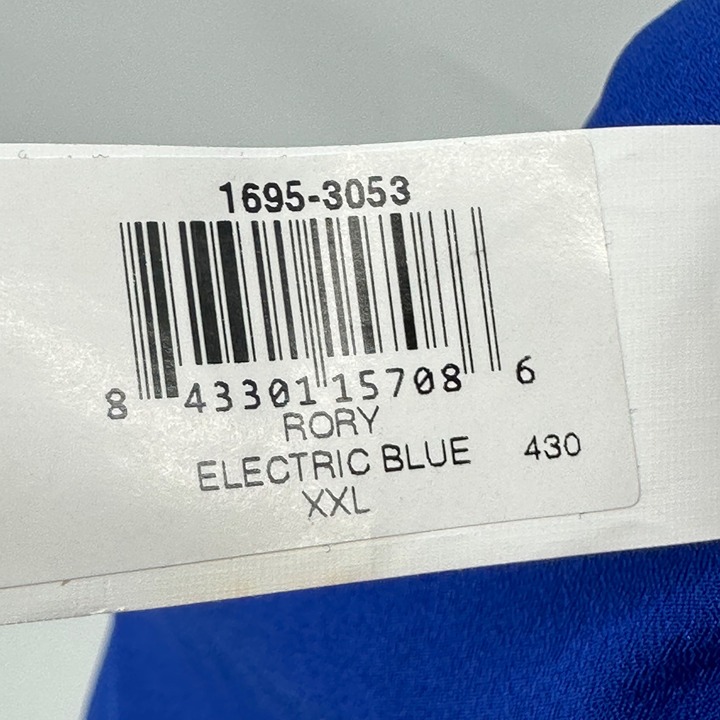 1695-3053
8 43301 15708 6
RORY
ELECTRIC BLUE 430
XXL